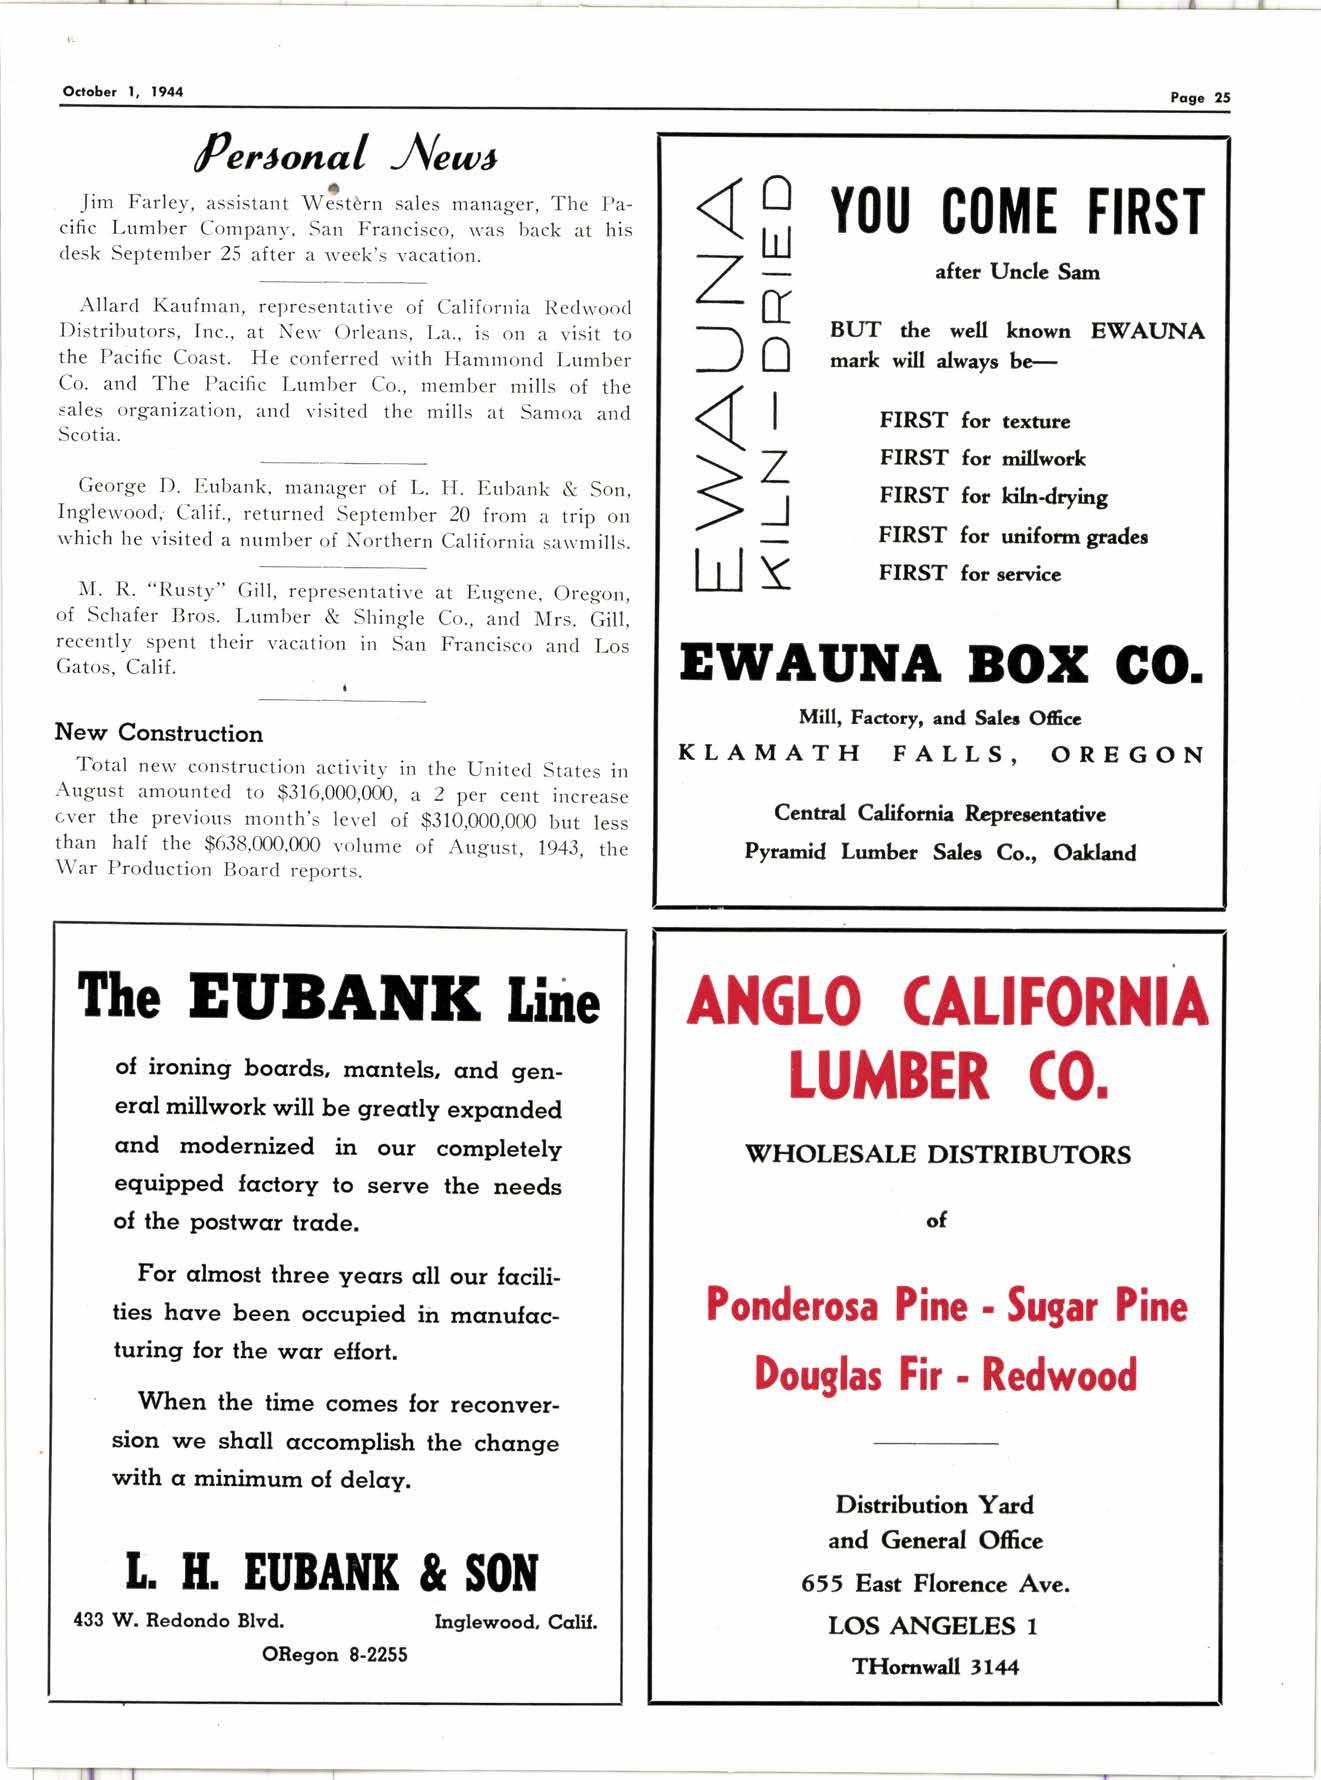 October 1, 1944
Page 25
Personal News
Jim Farley, assistant Western sales manager, The Pa-
cific Lumber Company, San Francisco, was back at his
desk September 25 after a week's vacation.
Allard Kaufman, representative of California Redwood
Distributors, Inc., at New Orleans, La., is on a visit to
the Pacific Coast. He conferred with Hammond Lumber
Co. and The Pacific Lumber Co., member mills of the
sales organization, and visited the mills at Samoa and
Scotia.
George D. Eubank, manager of L. H. Eubank & Son,
Inglewood, Calif., returned September 20 from a trip on
which he visited a number of Northern California sawmills.
M. R. "Rusty" Gill, representative at Eugene, Oregon,
of Schafer Bros. Lumber & Shingle Co., and Mrs. Gill,
recently spent their vacation in San Francisco and Los
Gatos, Calif.
New Construction
Total new construction activity in the United States in
August amounted to $316,000,000, a 2 per cent increase
over the previous month's level of $310,000,000 but less
than half the $638,000,000 volume of August, 1943, the
War Production Board reports.
EWAUNA
KILN-DRIED
YOU COME FIRST
after Uncle Sam
BUT the well known EWAUNA
mark will always be—
FIRST for texture
FIRST for millwork
FIRST for kiln-drying
FIRST for uniform grades
FIRST for service
EWAUNA BOX CO.
Mill, Factory, and Sales Office
KLAMATH FALLS, OREGON
Central California Representative
Pyramid Lumber Sales Co., Oakland
The EUBANK Line
of ironing boards, mantels, and gen-
eral millwork will be greatly expanded
and modernized in our completely
equipped factory to serve the needs
of the postwar trade.
For almost three years all our facili-
ties have been occupied in manufac-
turing for the war effort.
When the time comes for reconver-
sion we shall accomplish the change
with a minimum of delay.
L. H. EUBANK & SON
433 W. Redondo Blvd. Inglewood, Calif.
ORegon 8-2255
ANGLO CALIFORNIA
LUMBER CO.
WHOLESALE DISTRIBUTORS
of
Ponderosa Pine - Sugar Pine
Douglas Fir - Redwood
Distribution Yard
and General Office
655 East Florence Ave.
LOS ANGELES 1
THornwall 3144